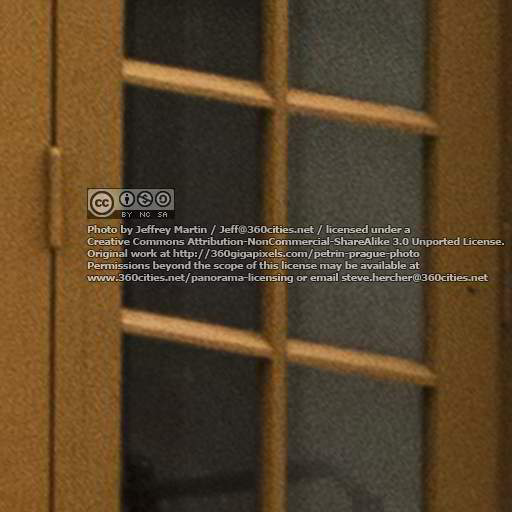 cc
BY NC SA
Photo by Jeffrey Martin / Jeff@360cities.net / licensed under a
Creative Commons Attribution-NonCommercial-ShareAlike 3.0 Unported License.
Original work at http://360gigapixels.com/petrin-prague-photo
Permissions beyond the scope of this license may be available at
www.360cities.net/panorama-licensing or email steve.hercher@360cities.net